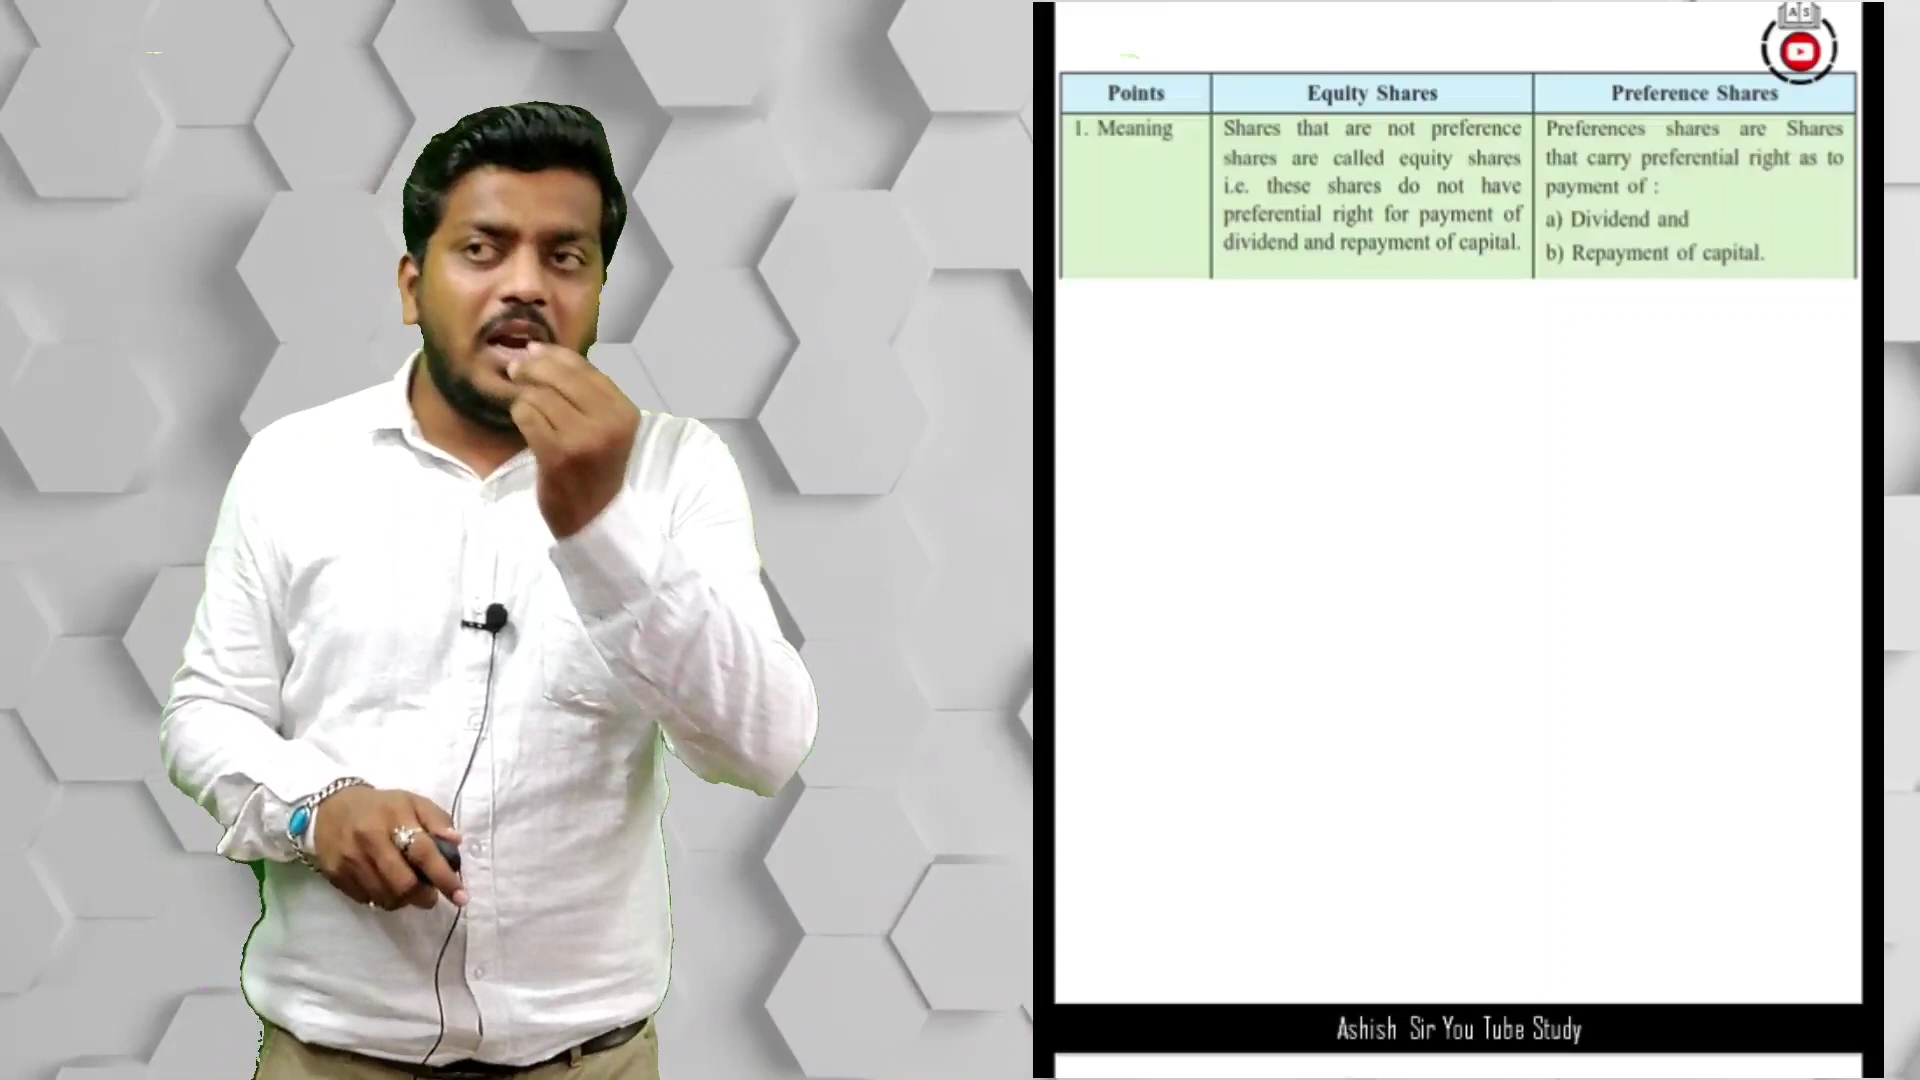 A S
Points Equity Shares Preference Shares
1. Meaning
Shares that are not preference
shares are called equity shares
i.e. these shares do not have
preferential right for payment of
dividend and repayment of capital.
Preferences shares are Shares
that carry preferential right as to
payment of :
a) Dividend and
b) Repayment of capital.
Ashish Sir You Tube Study